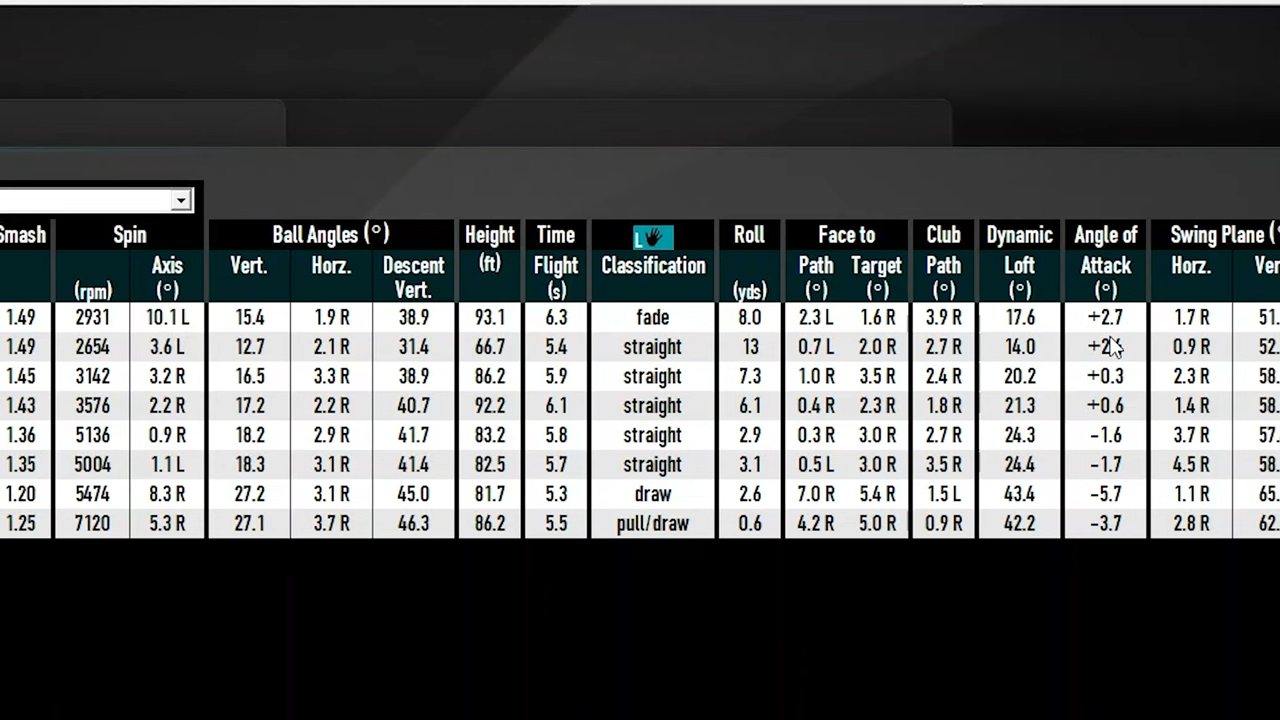 Smash Spin Ball Angles (°) Height Time L Classification Roll Face to Club Dynamic Angle of Swing Plane (°
(rpm) Axis (°) Vert. Horz. Descent Vert. (ft) Flight (s) (yds) Path (°) Target (°) Path (°) Loft (°) Attack (°) Horz. Ver
1.49 2931 10.1 L 15.4 1.9 R 38.9 93.1 6.3 fade 8.0 2.3 L 1.6 R 3.9 R 17.6 +2.7 1.7 R 51.
1.49 2654 3.6 L 12.7 2.1 R 31.4 66.7 5.4 straight 13 0.7 L 2.0 R 2.7 R 14.0 0.9 R 52.
1.45 3142 3.2 R 16.5 3.3 R 38.9 86.2 5.9 straight 7.3 1.0 R 3.5 R 2.4 R 20.2 +0.3 2.3 R 58.
1.43 3576 2.2 R 17.2 2.2 R 40.7 92.2 6.1 straight 6.1 0.4 R 2.3 R 1.8 R 21.3 +0.6 1.4 R 58.
1.36 5136 0.9 R 18.2 2.9 R 41.7 83.2 5.8 straight 2.9 0.3 R 3.0 R 2.7 R 24.3 -1.6 3.7 R 57.
1.35 5004 1.1 L 18.3 3.1 R 41.4 82.5 5.7 straight 3.1 0.5 L 3.0 R 3.5 R 24.4 -1.7 4.5 R 58.
1.20 5474 8.3 R 27.2 3.1 R 45.0 81.7 5.3 draw 2.6 7.0 R 5.4 R 1.5 L 43.4 -5.7 1.1 R 65.
1.25 7120 5.3 R 27.1 3.7 R 46.3 86.2 5.5 pull/draw 0.6 4.2 R 5.0 R 0.9 R 42.2 -3.7 2.8 R 62.